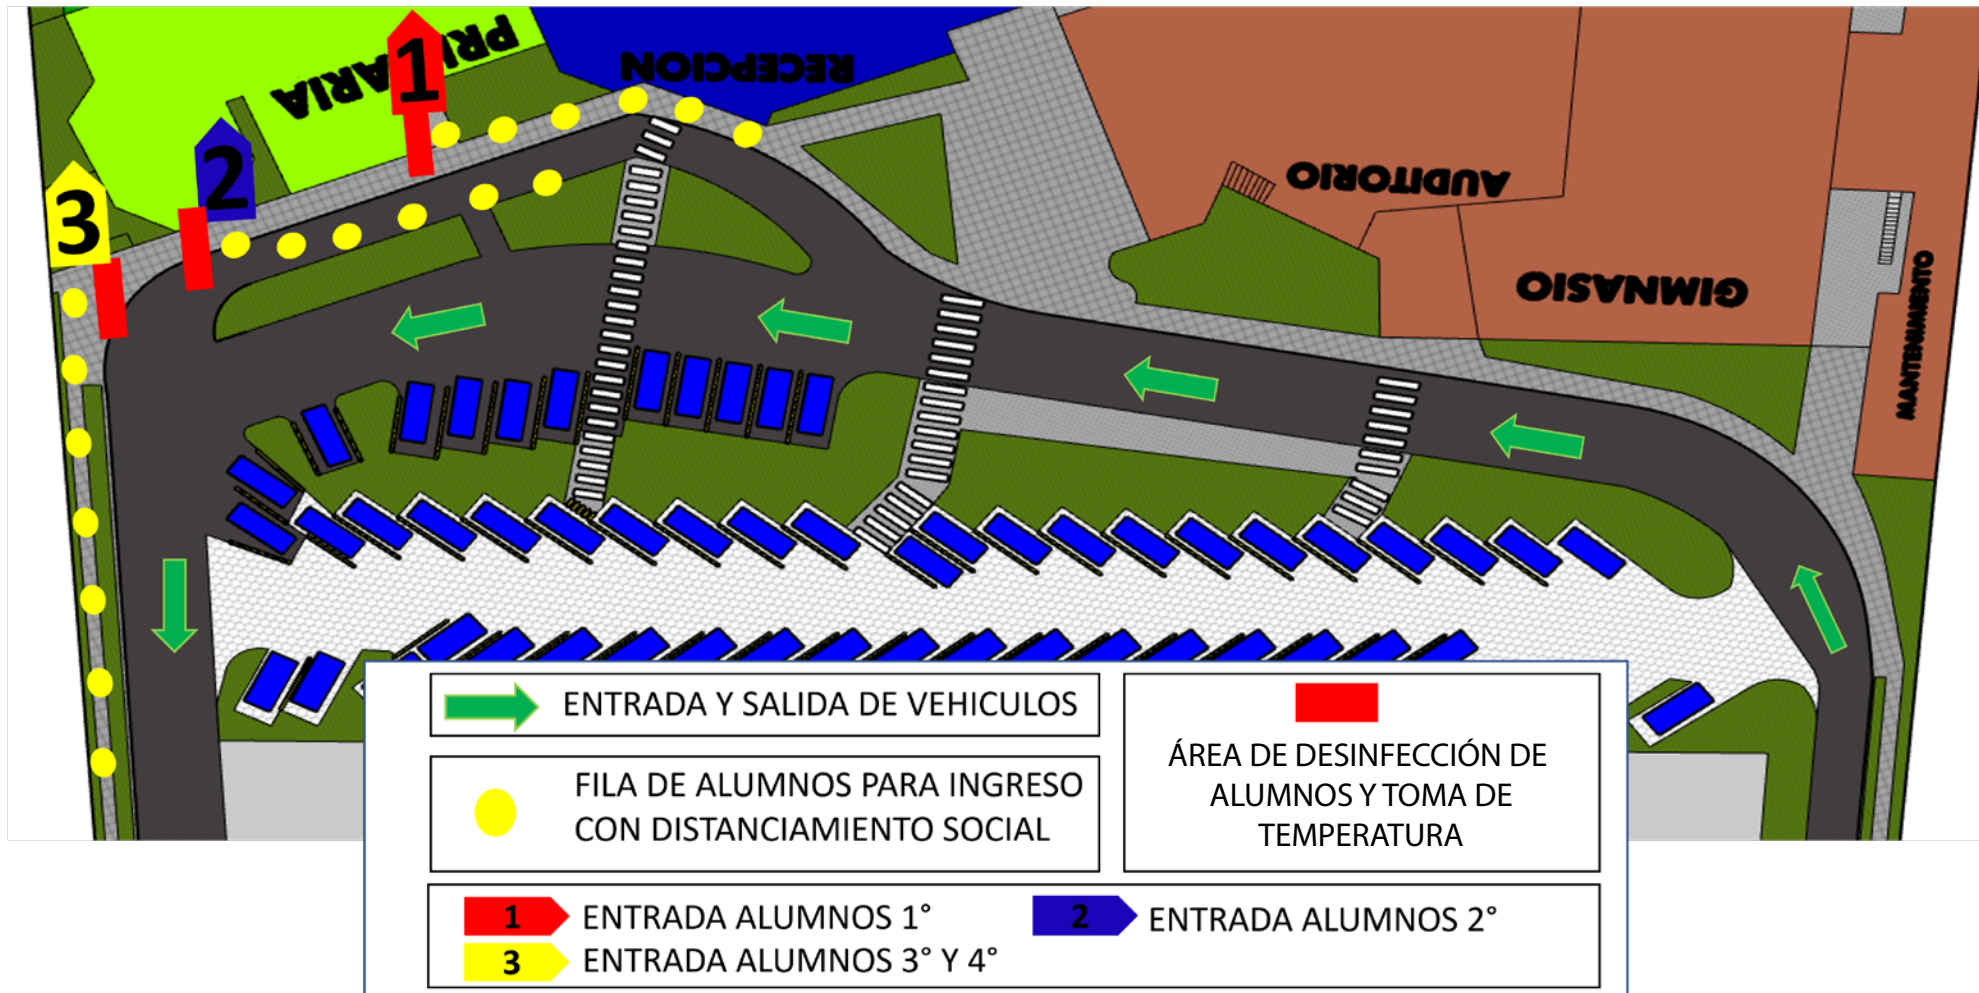 PRIMARIA
RECEPCION
1
2
3
AUDITORIO
GIMNASIO
MANTENIMIENTO
ENTRADA Y SALIDA DE VEHICULOS
FILA DE ALUMNOS PARA INGRESO
CON DISTANCIAMIENTO SOCIAL
ÁREA DE DESINFECCIÓN DE
ALUMNOS Y TOMA DE
TEMPERATURA
1 ENTRADA ALUMNOS 1°
2 ENTRADA ALUMNOS 2°
3 ENTRADA ALUMNOS 3° Y 4°